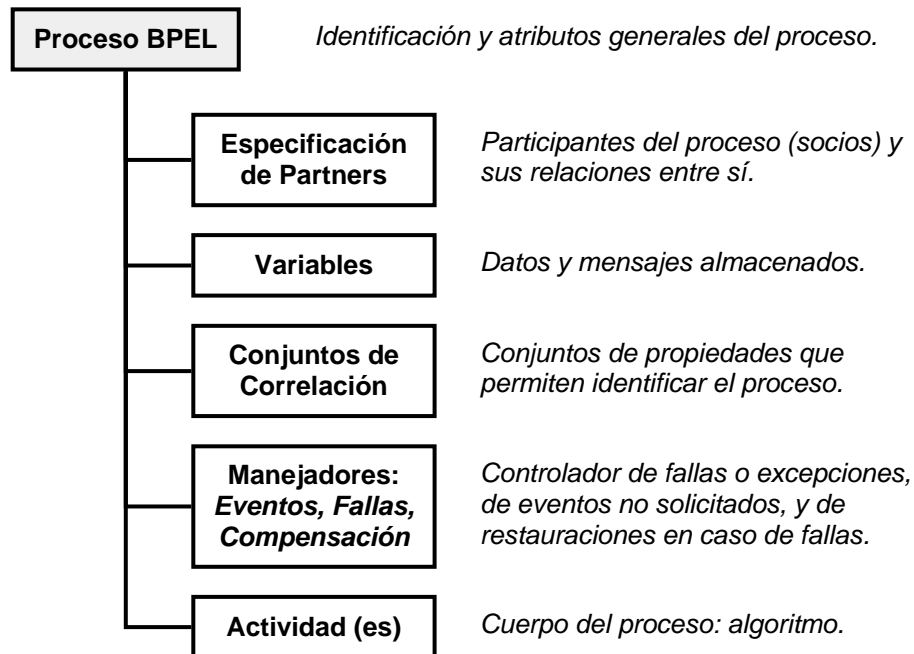 Proceso BPEL
Identificación y atributos generales del proceso.
Especificación
de Partners
Participantes del proceso (socios) y
sus relaciones entre sí.
Variables
Datos y mensajes almacenados.
Conjuntos de
Correlación
Conjuntos de propiedades que
permiten identificar el proceso.
Manejadores:
Eventos, Fallas,
Compensación
Controlador de fallas o excepciones,
de eventos no solicitados, y de
restauraciones en caso de fallas.
Actividad (es)
Cuerpo del proceso: algoritmo.